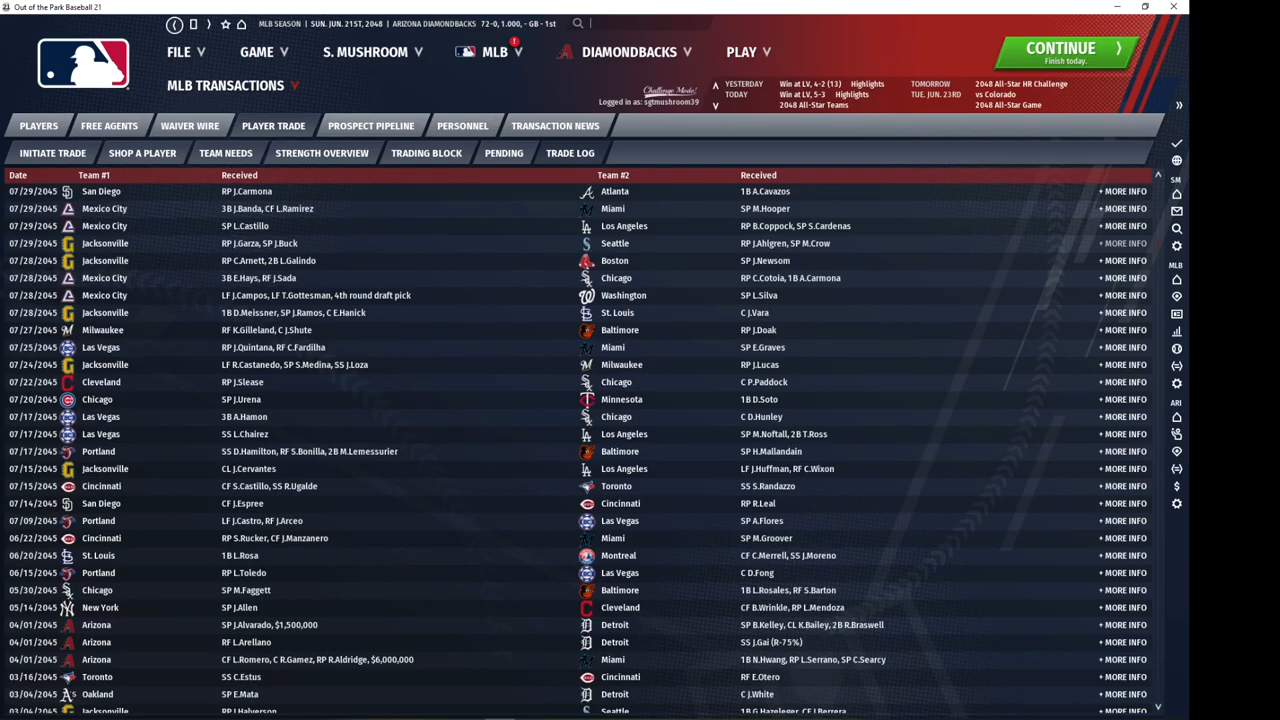 Out of the Park Baseball 21
MLB SEASON | SUN. JUN. 21ST, 2048 | ARIZONA DIAMONDBACKS 72-0, 1.000, - GB - 1st
FILE GAME S. MUSHROOM MLB ! DIAMONDBACKS PLAY
CONTINUE
Finish today.
MLB TRANSACTIONS
Challenge Mode!
Logged in as: sgtmushroom39
YESTERDAY Win at LV, 4-2 (13) Highlights TOMORROW 2048 All-Star HR Challenge
TODAY Win at LV, 5-3 Highlights TUE. JUN. 23RD vs Colorado
2048 All-Star Teams 2048 All-Star Game
PLAYERS FREE AGENTS WAIVER WIRE PLAYER TRADE PROSPECT PIPELINE PERSONNEL TRANSACTION NEWS
INITIATE TRADE SHOP A PLAYER TEAM NEEDS STRENGTH OVERVIEW TRADING BLOCK PENDING TRADE LOG
Date Team #1 Received Team #2 Received
07/29/2045 San Diego RP J.Carmona Atlanta 1B A.Cavazos + MORE INFO
07/29/2045 Mexico City 3B J.Banda, CF L.Ramirez Miami SP M.Hooper + MORE INFO
07/29/2045 Mexico City SP L.Castillo Los Angeles RP B.Coppock, SP S.Cardenas + MORE INFO
07/29/2045 Jacksonville RP J.Garza, SP J.Buck Seattle RP J.Ahlgren, SP M.Crow + MORE INFO
07/28/2045 Jacksonville RP C.Arnett, 2B L.Galindo Boston SP J.Newsom + MORE INFO
07/28/2045 Mexico City 3B E.Hays, RF J.Sada Chicago RP C.Cotoia, 1B A.Carmona + MORE INFO
07/28/2045 Mexico City LF J.Campos, LF T.Gottesman, 4th round draft pick Washington SP L.Silva + MORE INFO
07/28/2045 Jacksonville 1B D.Meissner, SP J.Ramos, C E.Hanick St. Louis C J.Vara + MORE INFO
07/27/2045 Milwaukee RF K.Gilleland, C J.Shute Baltimore RP J.Doak + MORE INFO
07/25/2045 Las Vegas RP J.Quintana, RF C.Fardilha Miami SP E.Graves + MORE INFO
07/24/2045 Jacksonville LF R.Castanedo, SP S.Medina, SS J.Loza Milwaukee RP J.Lucas + MORE INFO
07/22/2045 Cleveland RP J.Slease Chicago C P.Paddock + MORE INFO
07/20/2045 Chicago SP J.Urena Minnesota 1B D.Soto + MORE INFO
07/17/2045 Las Vegas 3B A.Hamon Chicago C D.Hunley + MORE INFO
07/17/2045 Las Vegas SS L.Chairez Los Angeles SP M.Noftall, 2B T.Ross + MORE INFO
07/17/2045 Portland SS D.Hamilton, RF S.Bonilla, 2B M.Lemessurier Baltimore SP H.Mallandain + MORE INFO
07/15/2045 Jacksonville CL J.Cervantes Los Angeles LF J.Huffman, RF C.Wixon + MORE INFO
07/15/2045 Cincinnati CF S.Castillo, SS R.Ugalde Toronto SS S.Randazzo + MORE INFO
07/14/2045 San Diego CF J.Espree Cincinnati RP R.Leal + MORE INFO
07/09/2045 Portland LF J.Castro, RF J.Arceo Las Vegas SP A.Flores + MORE INFO
06/22/2045 Cincinnati RP S.Rucker, CF J.Manzanero Miami SP M.Groover + MORE INFO
06/20/2045 St. Louis 1B L.Rosa Montreal CF C.Merrell, SS J.Moreno + MORE INFO
06/15/2045 Portland RP L.Toledo Las Vegas C D.Fong + MORE INFO
05/30/2045 Chicago SP M.Faggett Baltimore 1B L.Rosales, RF S.Barton + MORE INFO
05/14/2045 New York SP J.Allen Cleveland CF B.Wrinkle, RP L.Mendoza + MORE INFO
04/01/2045 Arizona SP J.Alvarado, $1,500,000 Detroit SP B.Kelley, CL K.Bailey, 2B R.Braswell + MORE INFO
04/01/2045 Arizona RF L.Arellano Detroit SS J.Gai (R-75%) + MORE INFO
04/01/2045 Arizona CF L.Romero, C R.Gamez, RP R.Aldridge, $6,000,000 Miami 1B N.Hwang, RP L.Serrano, SP C.Searcy + MORE INFO
03/16/2045 Toronto SS C.Estus Cincinnati RF E.Otero + MORE INFO
03/04/2045 Oakland SP E.Mata Detroit C J.White + MORE INFO
03/04/2045 Jacksonville RP J.Halverson Seattle 1B G.Hazeleger, CF J.Herrera + MORE INFO
SM
MLB
ARI